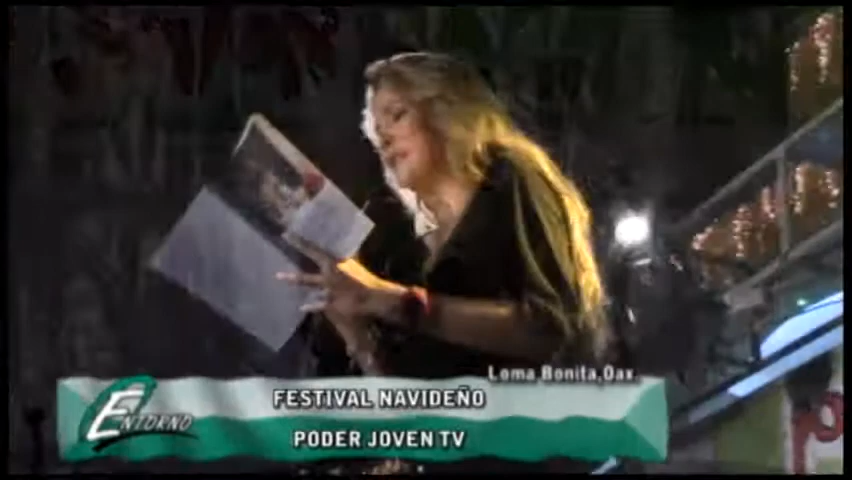 Loma Bonita, Oax.
FESTIVAL NAVIDEÑO
ENTORNO
PODER JOVEN TV